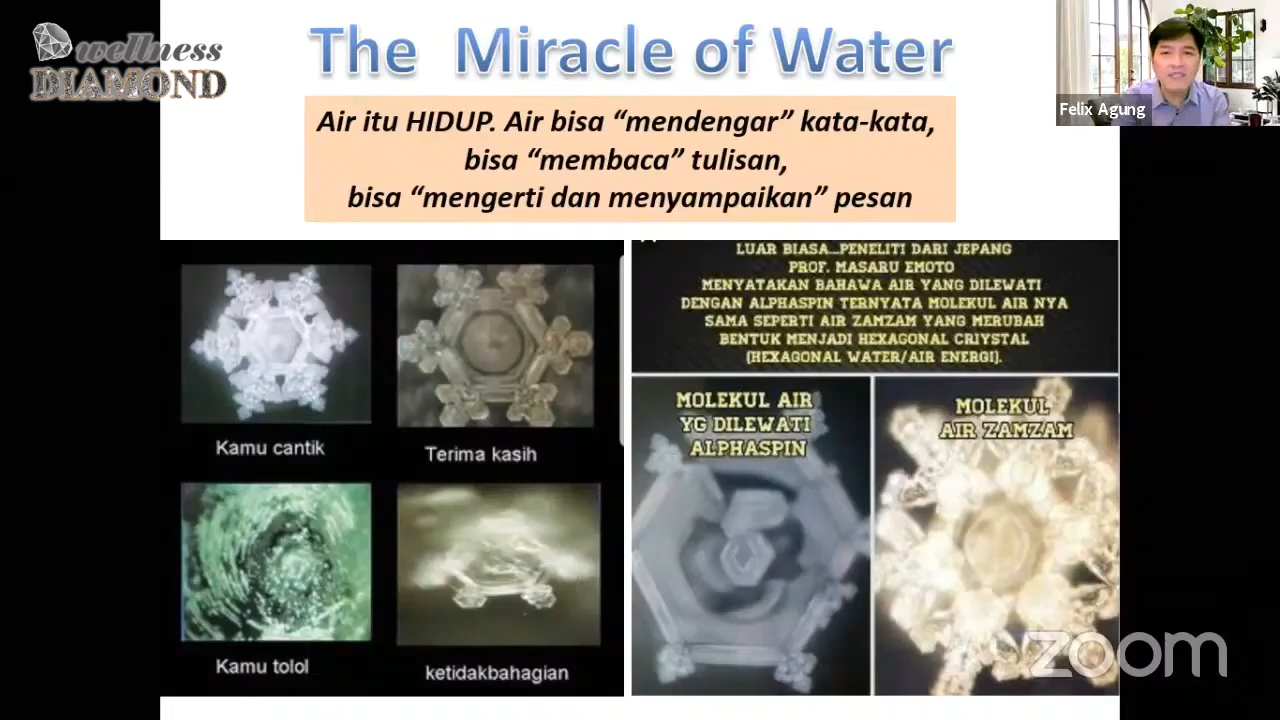 wellness
DIAMOND
The Miracle of Water
Felix Agung
Air itu HIDUP. Air bisa “mendengar” kata-kata,
bisa “membaca” tulisan,
bisa “mengerti dan menyampaikan” pesan
Kamu cantik
Terima kasih
Kamu tolol
ketidakbahagian
LUAR BIASA...PENELITI DARI JEPANG
PROF. MASARU EMOTO
MENYATAKAN BAHAWA AIR YANG DILEWATI
DENGAN ALPHASPIN TERNYATA MOLEKUL AIR NYA
SAMA SEPERTI AIR ZAMZAM YANG MERUBAH
BENTUK MENJADI HEXAGONAL CRIYSTAL
(HEXAGONAL WATER/AIR ENERGI).
MOLEKUL AIR
YG DILEWATI
ALPHASPIN
MOLEKUL
AIR ZAMZAM
zoom